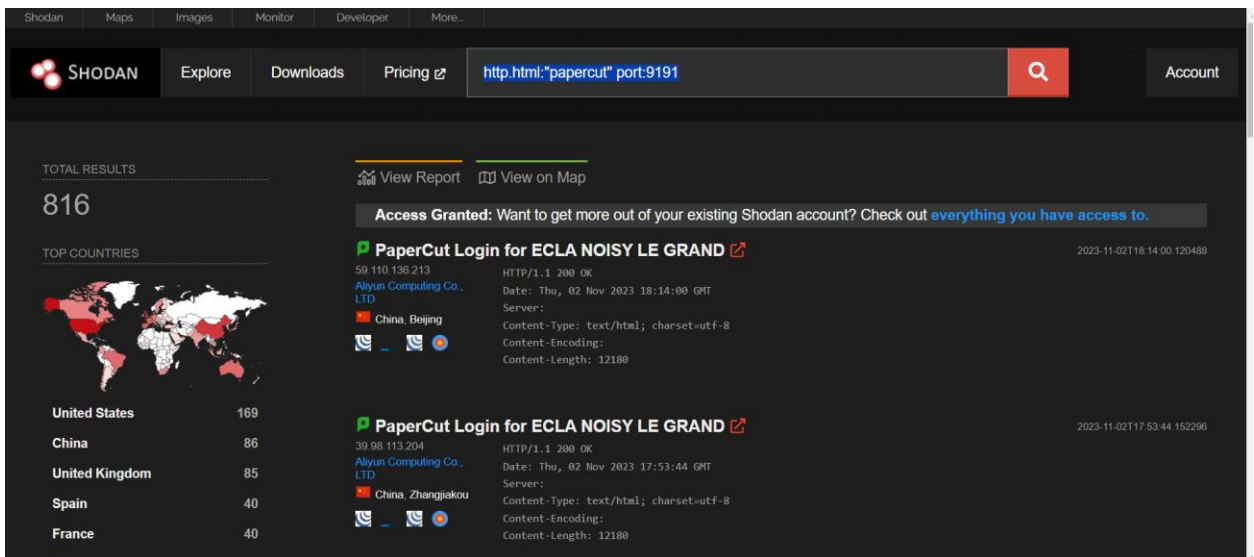 Shodan Maps Images Monitor Developer More...
SHODAN Explore Downloads Pricing http.html:"papercut" port:9191 Account
TOTAL RESULTS
816
TOP COUNTRIES
United States 169
China 86
United Kingdom 85
Spain 40
France 40
View Report View on Map
Access Granted: Want to get more out of your existing Shodan account? Check out everything you have access to.
PaperCut Login for ECLA NOISY LE GRAND
2023-11-02T18:14:00.120488
59.110.136.213
Aliyun Computing Co.,
LTD
China, Beijing
HTTP/1.1 200 OK
Date: Thu, 02 Nov 2023 18:14:00 GMT
Server:
Content-Type: text/html; charset=utf-8
Content-Encoding:
Content-Length: 12180
PaperCut Login for ECLA NOISY LE GRAND
2023-11-02T17:53:44.152296
39.98.113.204
Aliyun Computing Co.,
LTD
China, Zhangjiakou
HTTP/1.1 200 OK
Date: Thu, 02 Nov 2023 17:53:44 GMT
Server:
Content-Type: text/html; charset=utf-8
Content-Encoding:
Content-Length: 12180